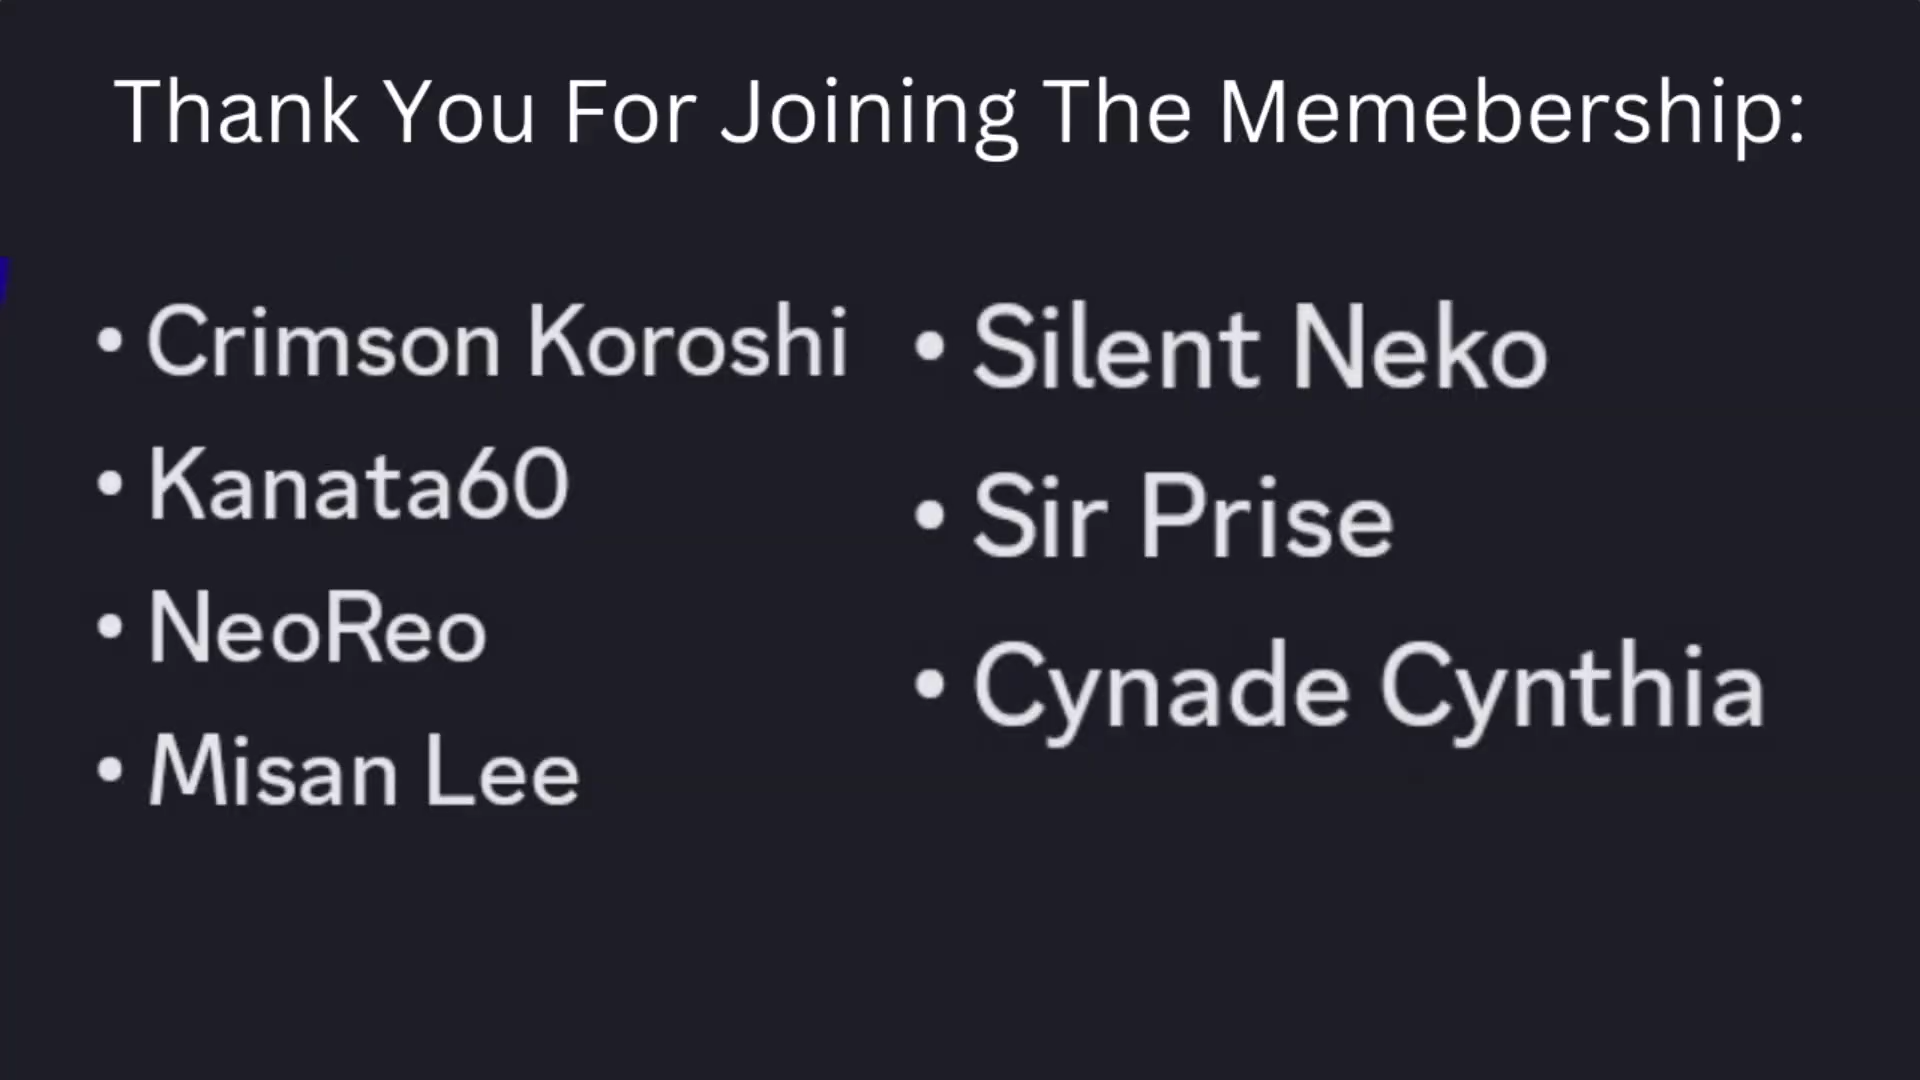 Thank You For Joining The Memebership:
• Crimson Koroshi
• Kanata60
• NeoReo
• Misan Lee
• Silent Neko
• Sir Prise
• Cynade Cynthia